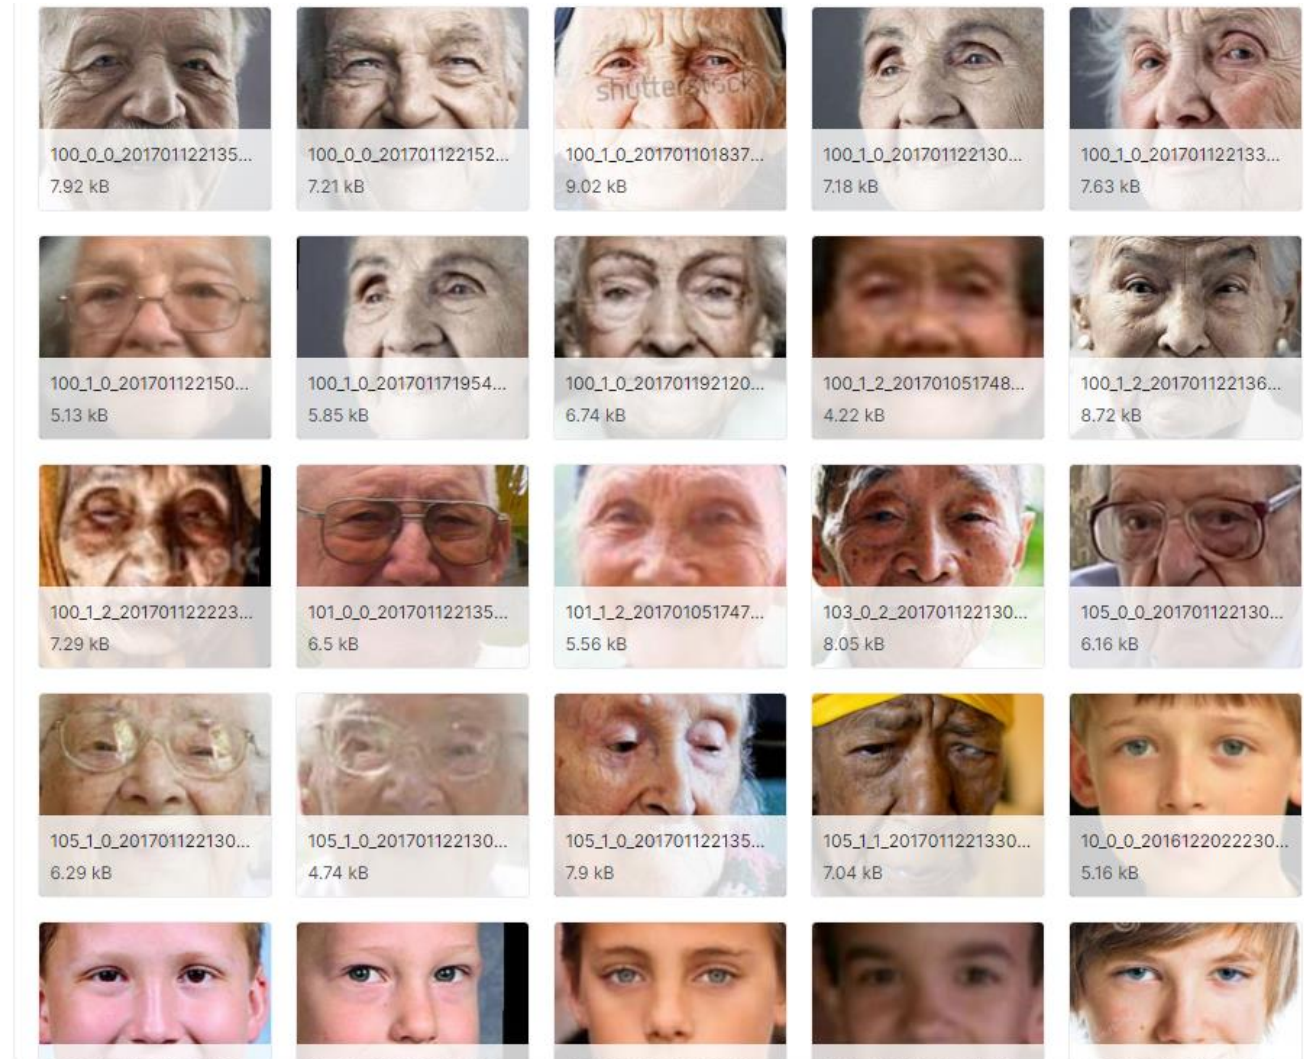 shutterstock
100_0_0_201701122135...
100_0_0_201701122152...
100_1_0_201701101837...
100_1_0_201701122130...
100_1_0_201701122133...
7.92 kB
7.21 kB
9.02 kB
7.18 kB
7.63 kB
100_1_0_201701122150...
100_1_0_201701171954...
100_1_0_201701192120...
100_1_2_201701051748...
100_1_2_201701122136...
5.13 kB
5.85 kB
6.74 kB
4.22 kB
8.72 kB
100_1_2_201701122223...
101_0_0_201701122135...
101_1_2_201701051747...
103_0_2_201701122130...
105_0_0_201701122130...
7.29 kB
6.5 kB
5.56 kB
8.05 kB
6.16 kB
105_1_0_201701122130...
105_1_0_201701122130...
105_1_0_201701122135...
105_1_1_2017011221330...
10_0_0_2016122022230...
6.29 kB
4.74 kB
7.9 kB
7.04 kB
5.16 kB